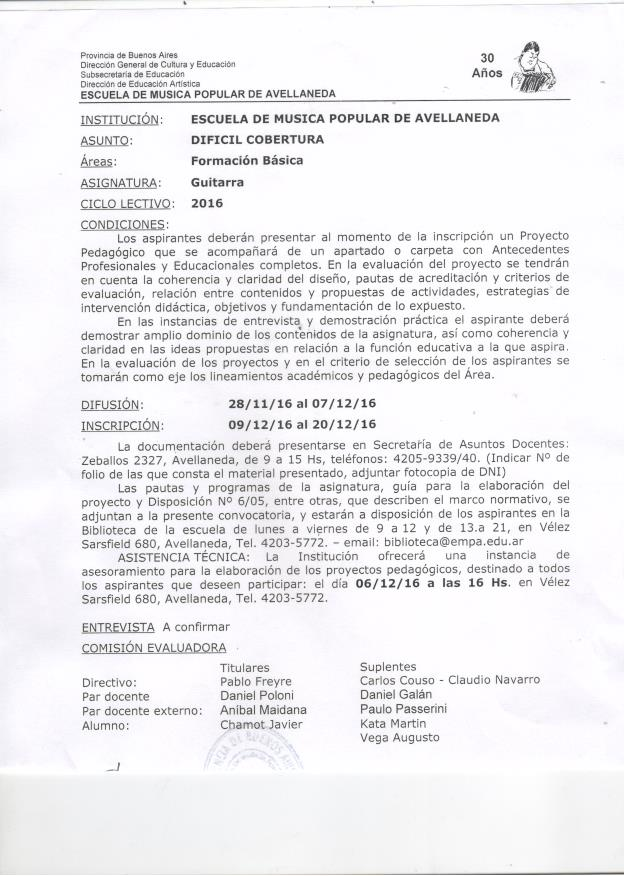 Provincia de Buenos Aires
Dirección General de Cultura y Educación
Subsecretaría de Educación
Dirección de Educación Artística
ESCUELA DE MUSICA POPULAR DE AVELLANEDA
30
Años
INSTITUCIÓN: ESCUELA DE MUSICA POPULAR DE AVELLANEDA
ASUNTO: DIFICIL COBERTURA
Áreas: Formación Básica
ASIGNATURA: Guitarra
CICLO LECTIVO: 2016
CONDICIONES:
Los aspirantes deberán presentar al momento de la inscripción un Proyecto
Pedagógico que se acompañará de un apartado o carpeta con Antecedentes
Profesionales y Educacionales completos. En la evaluación del proyecto se tendrán
en cuenta la coherencia y claridad del diseño, pautas de acreditación y criterios de
evaluación, relación entre contenidos y propuestas de actividades, estrategias de
intervención didáctica, objetivos y fundamentación de lo expuesto.
En las instancias de entrevista y demostración práctica el aspirante deberá
demostrar amplio dominio de los contenidos de la asignatura, así como coherencia y
claridad en las ideas propuestas en relación a la función educativa a la que aspira.
En la evaluación de los proyectos y en el criterio de selección de los aspirantes se
tomarán como eje los lineamientos académicos y pedagógicos del Área.
DIFUSIÓN: 28/11/16 al 07/12/16
INSCRIPCIÓN: 09/12/16 al 20/12/16
La documentación deberá presentarse en Secretaría de Asuntos Docentes:
Zeballos 2327, Avellaneda, de 9 a 15 Hs, teléfonos: 4205-9339/40. (Indicar Nº de
folio de las que consta el material presentado, adjuntar fotocopia de DNI)
Las pautas y programas de la asignatura, guía para la elaboración del
proyecto y Disposición Nº 6/05, entre otras, que describen el marco normativo, se
adjuntan a la presente convocatoria, y estarán a disposición de los aspirantes en la
Biblioteca de la escuela de lunes a viernes de 9 a 12 y de 13.a 21, en Vélez
Sarsfield 680, Avellaneda, Tel. 4203-5772. – email: biblioteca@empa.edu.ar
ASISTENCIA TÉCNICA: La Institución ofrecerá una instancia de
asesoramiento para la elaboración de los proyectos pedagógicos, destinado a todos
los aspirantes que deseen participar: el día 06/12/16 a las 16 Hs. en Vélez
Sarsfield 680, Avellaneda, Tel. 4203-5772.
ENTREVISTA A confirmar
COMISIÓN EVALUADORA
Titulares Suplentes
Directivo: Pablo Freyre Carlos Couso - Claudio Navarro
Par docente Daniel Poloni Daniel Galán
Par docente externo: Aníbal Maidana Paulo Passerini
Alumno: Chamot Javier Kata Martin
Vega Augusto
DE BUENOS